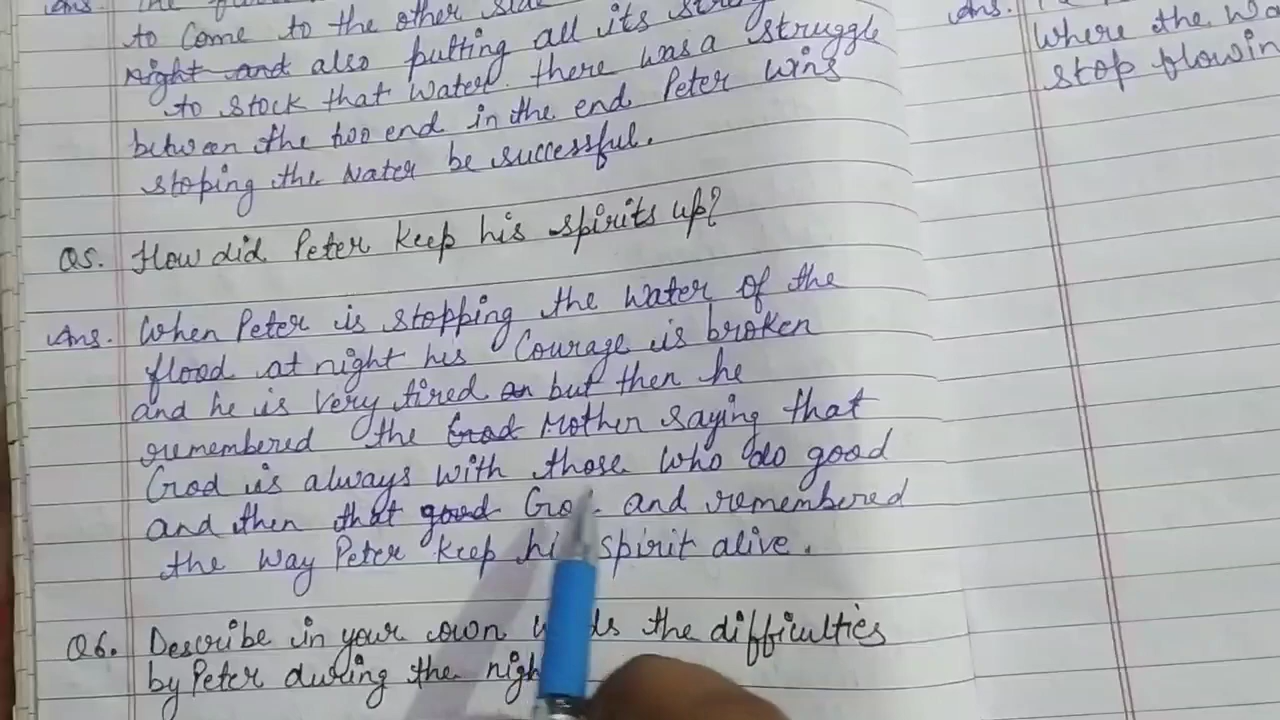 Ans. The
to come to the other side
Night and also putting all its
to stock that water. there was a struggle
between the two end in the end Peter wins
stoping the water be successful.
Q5. How did Peter keep his spirits up?
Ans. When Peter is stopping the water of the
flood at night his courage is broken
and he is very tired an but then he
remembered the God Mother saying that
God is always with those who do good
and then that good and remembered
the way Peter keep spirit alive.
Q6. Describe in your own the difficulties
by Peter during the
Ans.
where the
stop